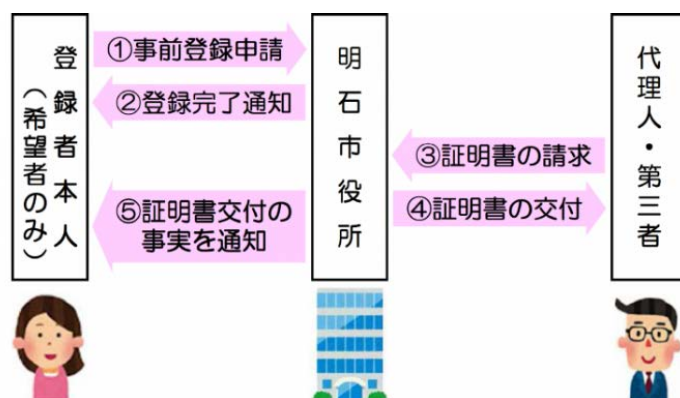 登録者本人
（希望者のみ）
①事前登録申請
②登録完了通知
⑤証明書交付の
事実を通知
明石市役所
③証明書の請求
④証明書の交付
代理人・第三者